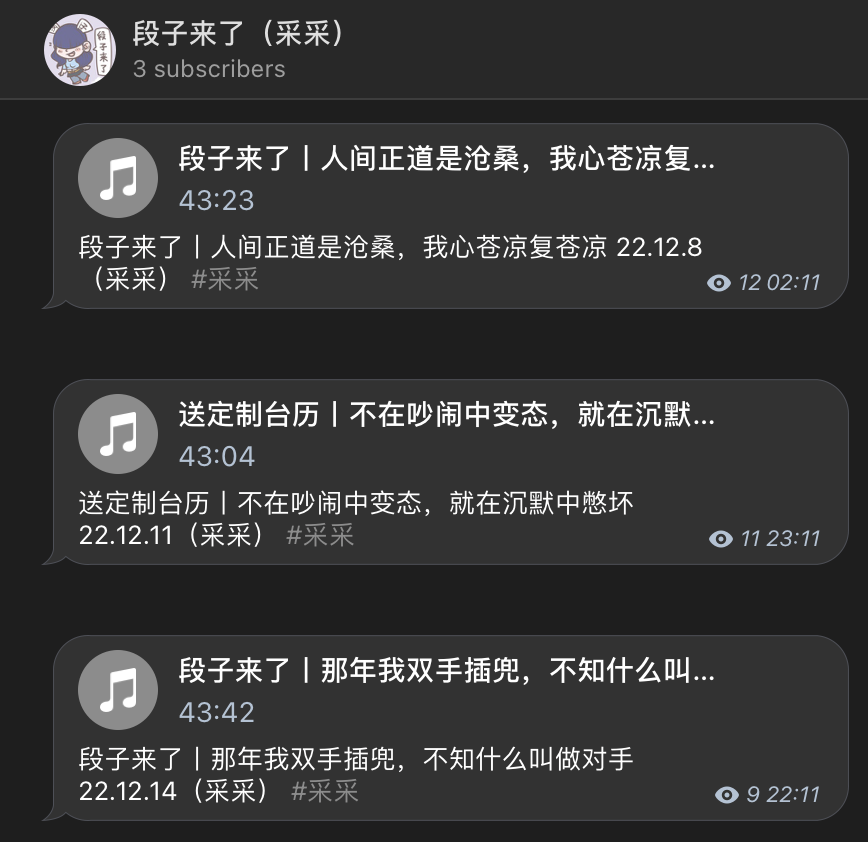 段子来了（采采）
3 subscribers
段子来了
段子来了丨人间正道是沧桑，我心苍凉复...
43:23
段子来了丨人间正道是沧桑，我心苍凉复苍凉 22.12.8
（采采） #采采
12 02:11
送定制台历丨不在吵闹中变态，就在沉默...
43:04
送定制台历丨不在吵闹中变态，就在沉默中憋坏
22.12.11（采采） #采采
11 23:11
段子来了丨那年我双手插兜，不知什么叫...
43:42
段子来了丨那年我双手插兜，不知什么叫做对手
22.12.14（采采） #采采
9 22:11